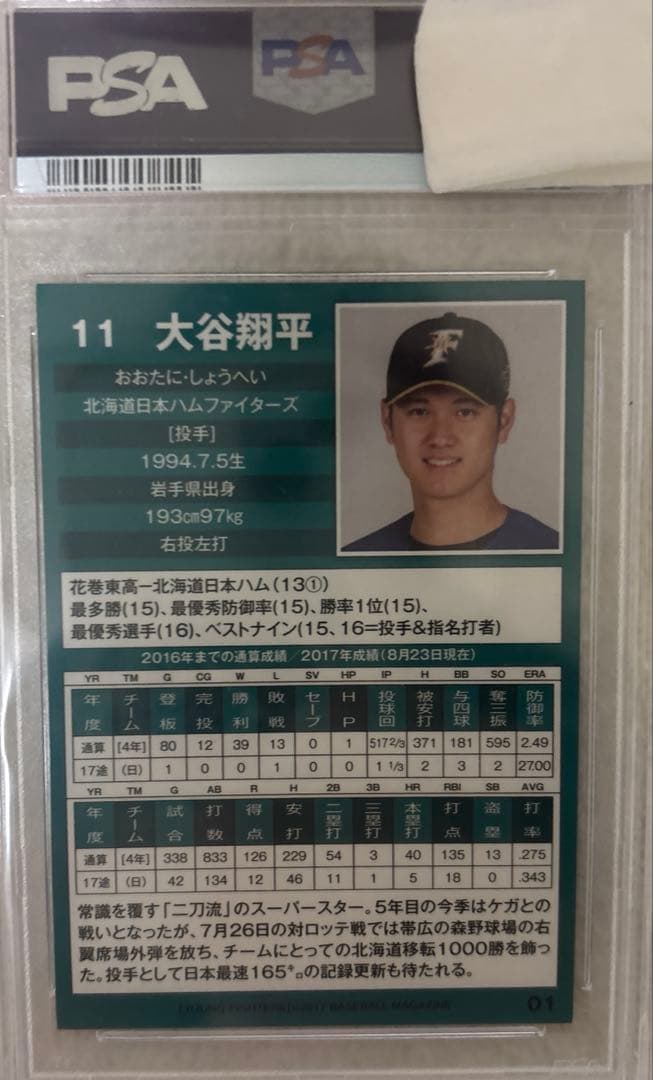 PSA
PSA
11 大谷翔平
おおたに・しょうへい
北海道日本ハムファイターズ
[投手]
1994.7.5生
岩手県出身
193cm97kg
右投左打
F
花巻東高ー北海道日本ハム(13①)
最多勝(15)、最優秀防御率(15)、勝率1位(15)、
最優秀選手(16)、ベストナイン(15、16=投手&指名打者)
2016年までの通算成績/2017年成績(8月23日現在)
YR TM G CG W L SV HP IP H BB SO ERA
年度 チーム 登板 完投 勝利 敗戦 セーブ HP 投球回 被安打 与四球 奪三振 防御率
通算 [4年] 80 12 39 13 0 1 517 2/3 371 181 595 2.49
17途 (日) 1 0 0 1 0 0 1 1/3 2 3 2 27.00
YR TM G AB R H 2B 3B HR RBI SB AVG
年度 チーム 試合 打数 得点 安打 二塁打 三塁打 本塁打 打点 盗塁 打率
通算 [4年] 338 833 126 229 54 3 40 135 13 .275
17途 (日) 42 134 12 46 11 1 5 18 0 .343
常識を覆す「二刀流」のスーパースター。5年目の今季はケガとの
戦いとなったが、7月26日の対ロッテ戦では帯広の森野球場の右
翼席場外弾を放ち、チームにとっての北海道移転1000勝を飾っ
た。投手として日本最速165㌔の記録更新も待たれる。
2017 BASEBALL MAGAZINE 01